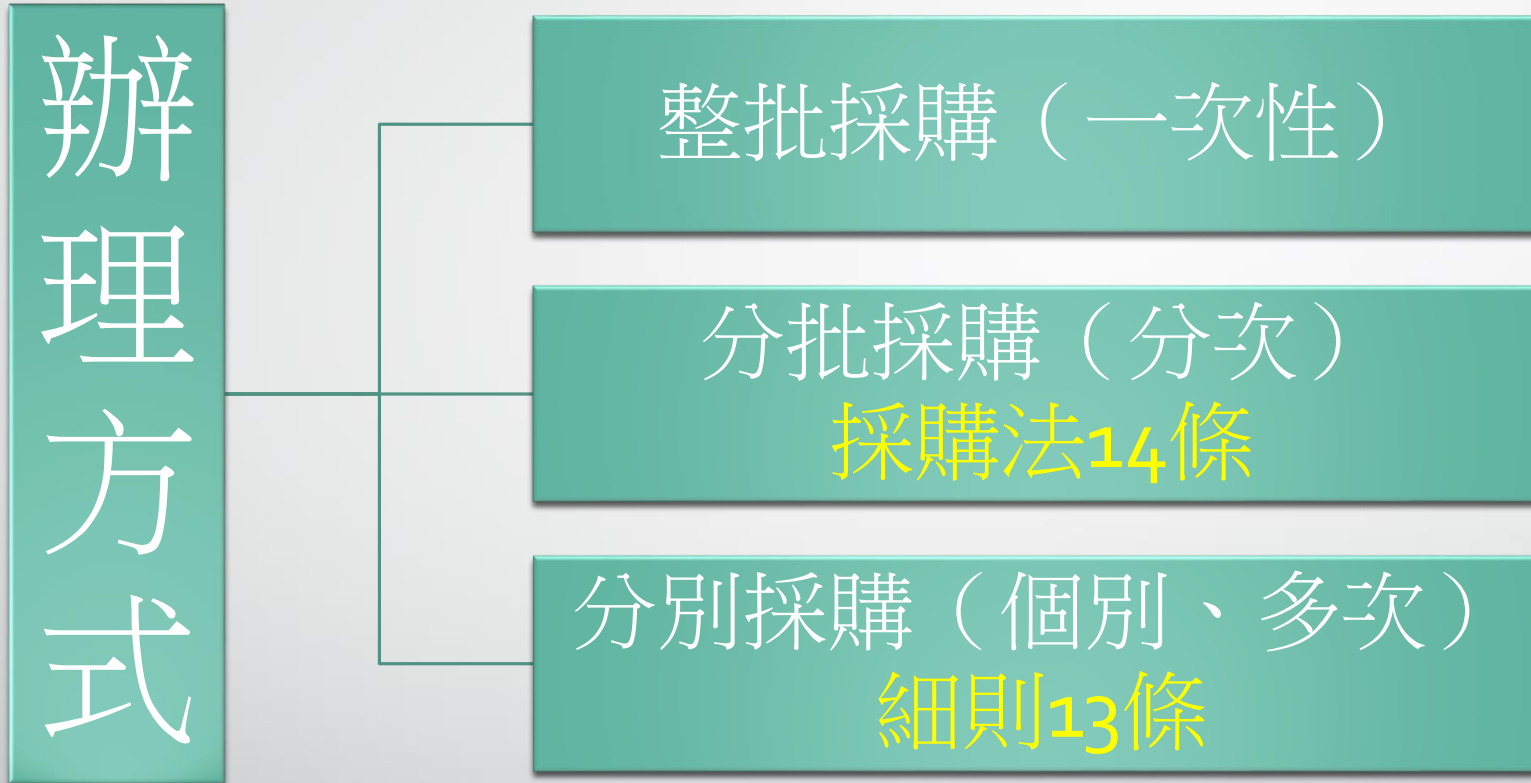 辦理方式
整批採購（一次性）
分批採購（分次）
採購法14條
分別採購（個別、多次）
細則13條